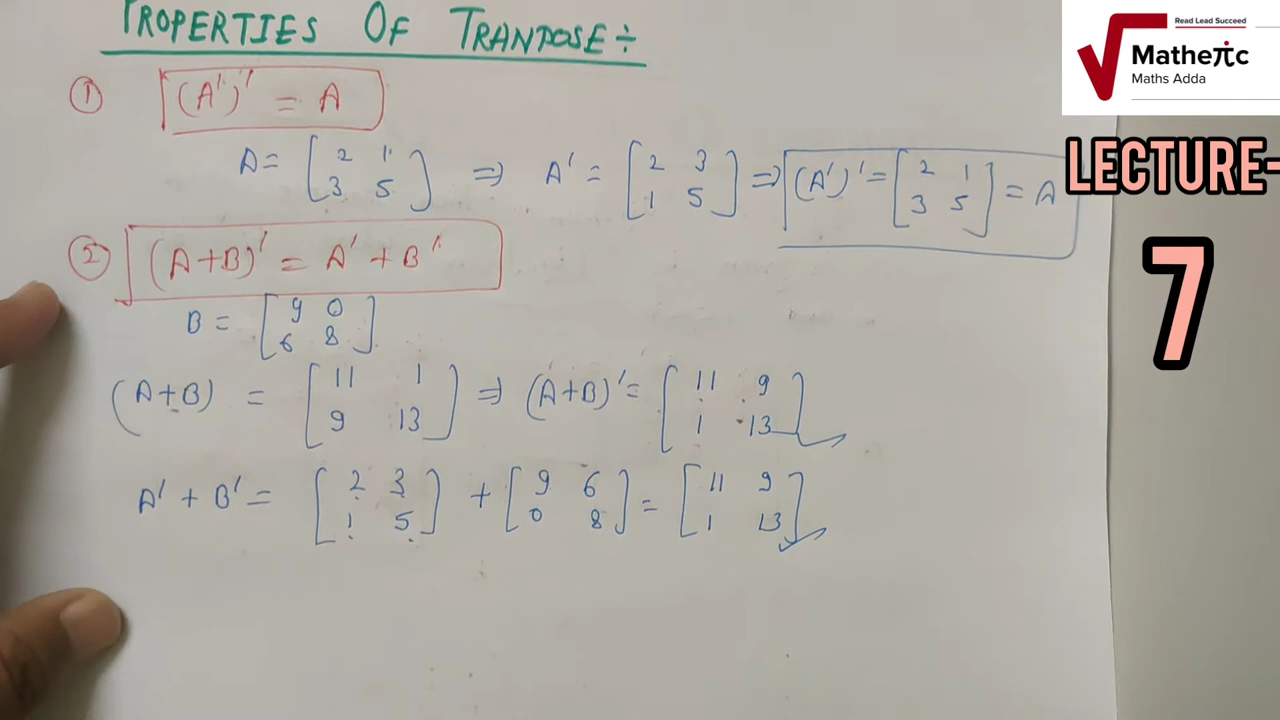 PROPERTIES OF TRANPOSE ÷
① (A')' = A
A = [2 1; 3 5] ⇒ A' = [2 3; 1 5] ⇒ (A')' = [2 1; 3 5] = A
② (A+B)' = A' + B'
B = [9 0; 6 8]
(A+B) = [11 1; 9 13] ⇒ (A+B)' = [11 9; 1 13]
A' + B' = [2 3; 1 5] + [9 6; 0 8] = [11 9; 1 13]
Read Lead Succeed
Matheπc
Maths Adda
LECTURE-
7